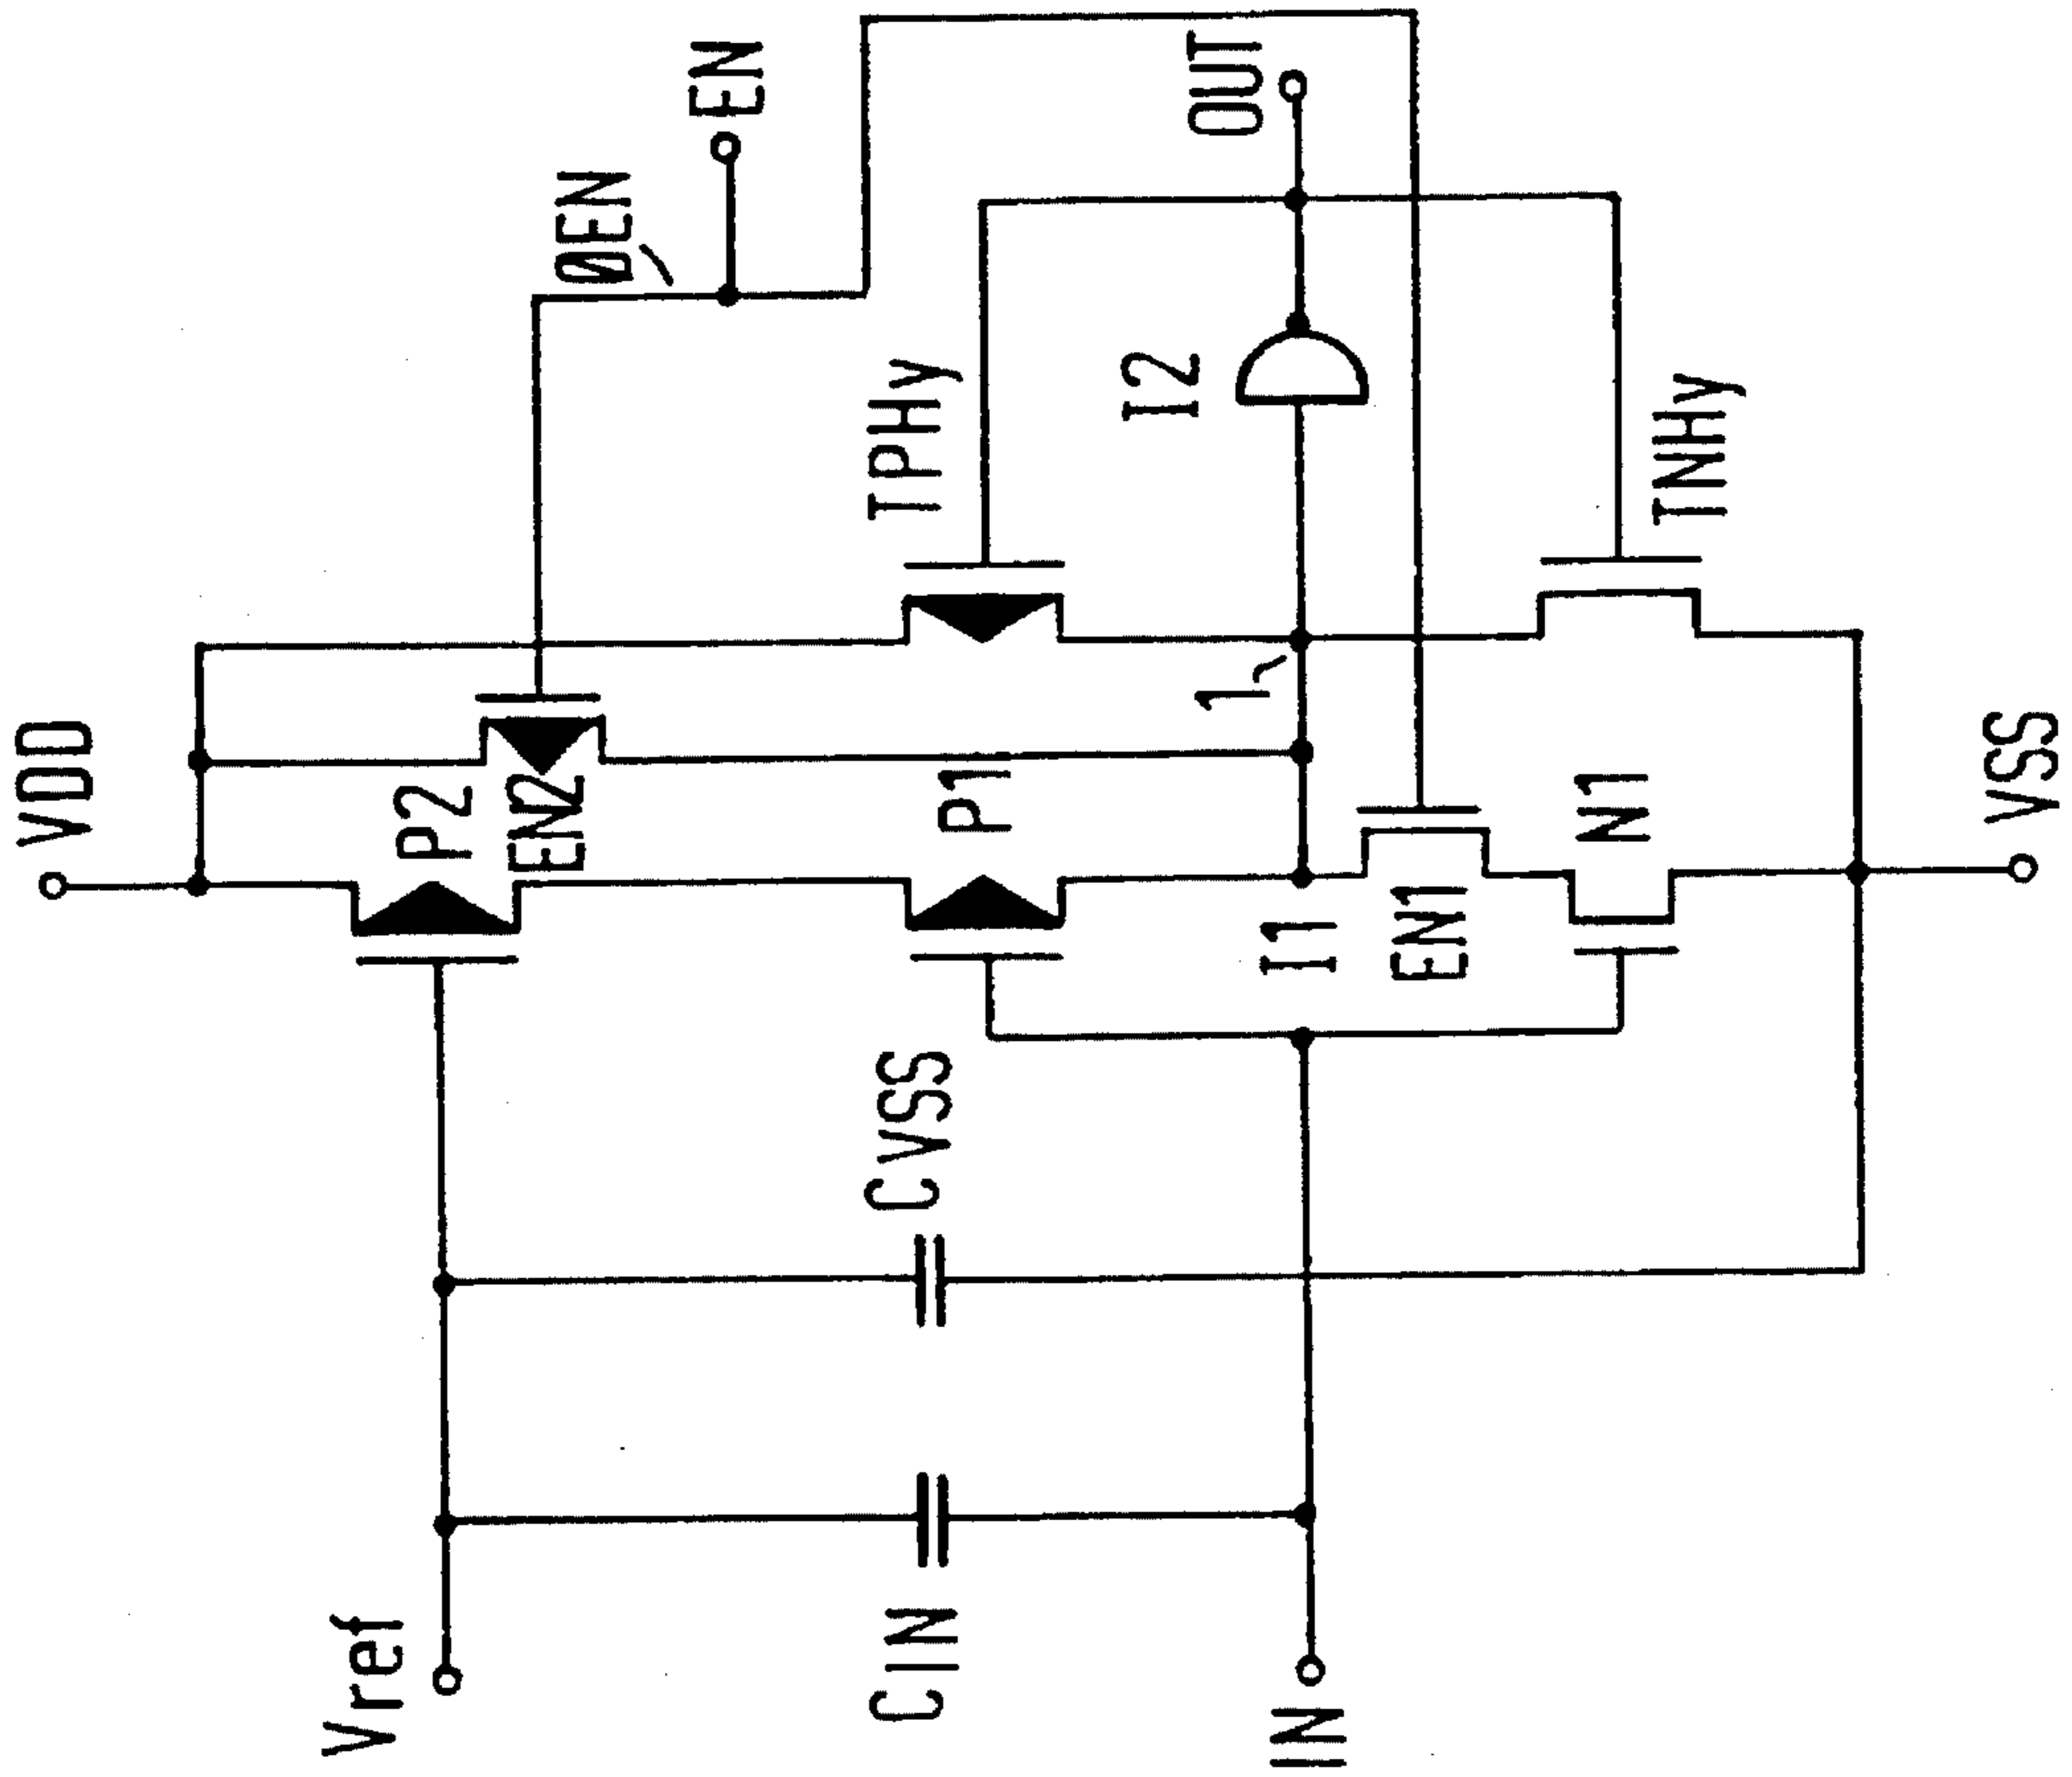 VDD
P2
EN2
ØEN
EN
TPHy
P1
CVSS
Vref
CIN
1
I1
I2
OUT
EN1
N1
TNHy
IN
VSS